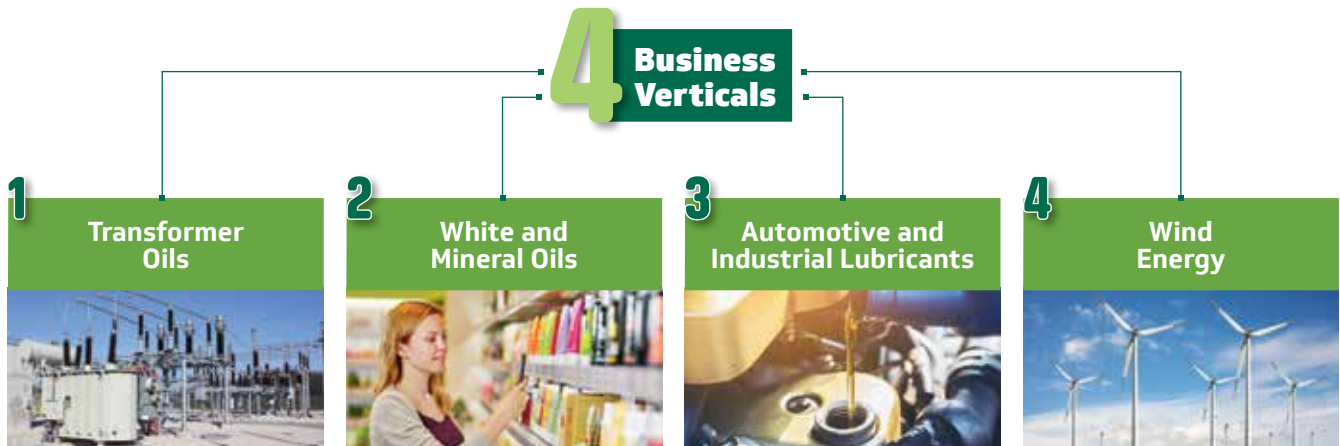 4
Business
Verticals
1
Transformer
Oils
2
White and
Mineral Oils
3
Automotive and
Industrial Lubricants
4
Wind
Energy